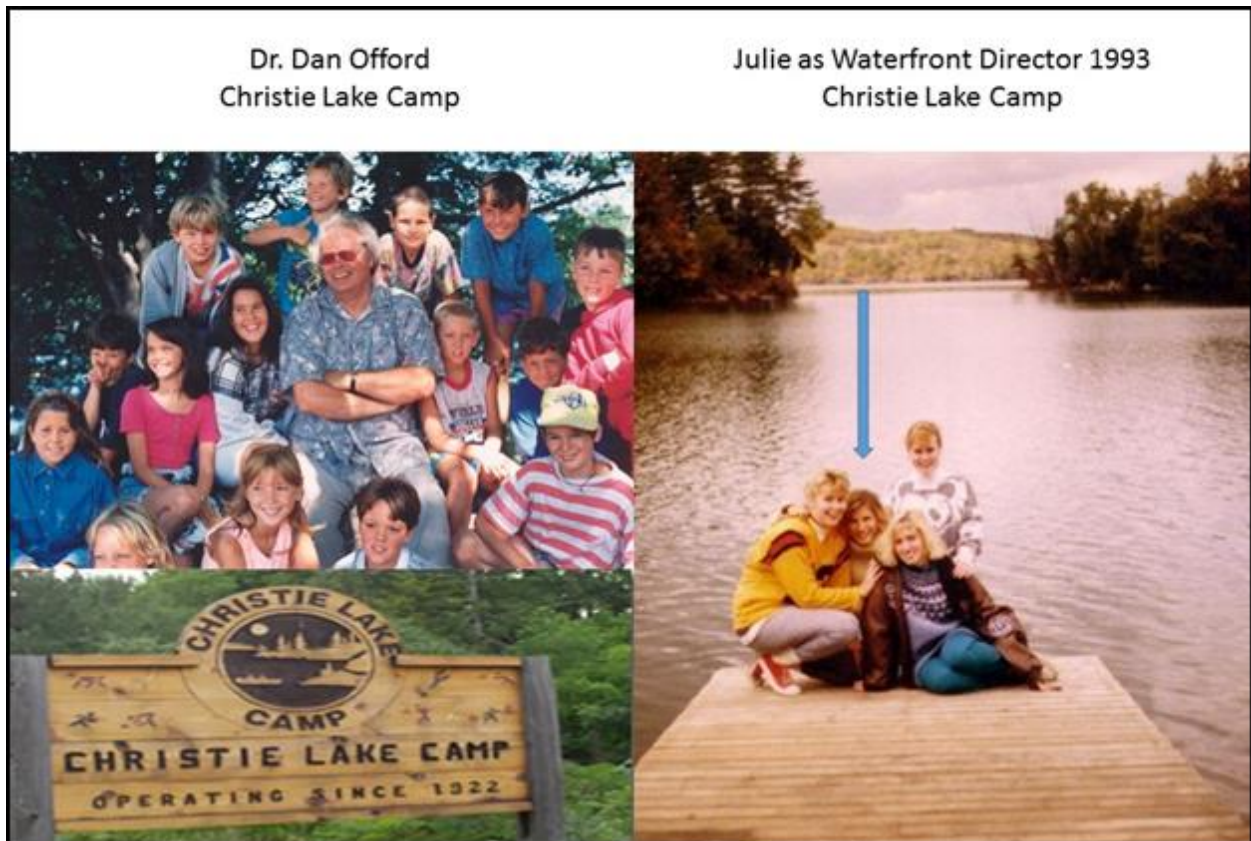 Dr. Dan Offord
Christie Lake Camp
Julie as Waterfront Director 1993
Christie Lake Camp
CHRISTIE LAKE
CAMP
CHRISTIE LAKE CAMP
OPERATING SINCE 1922